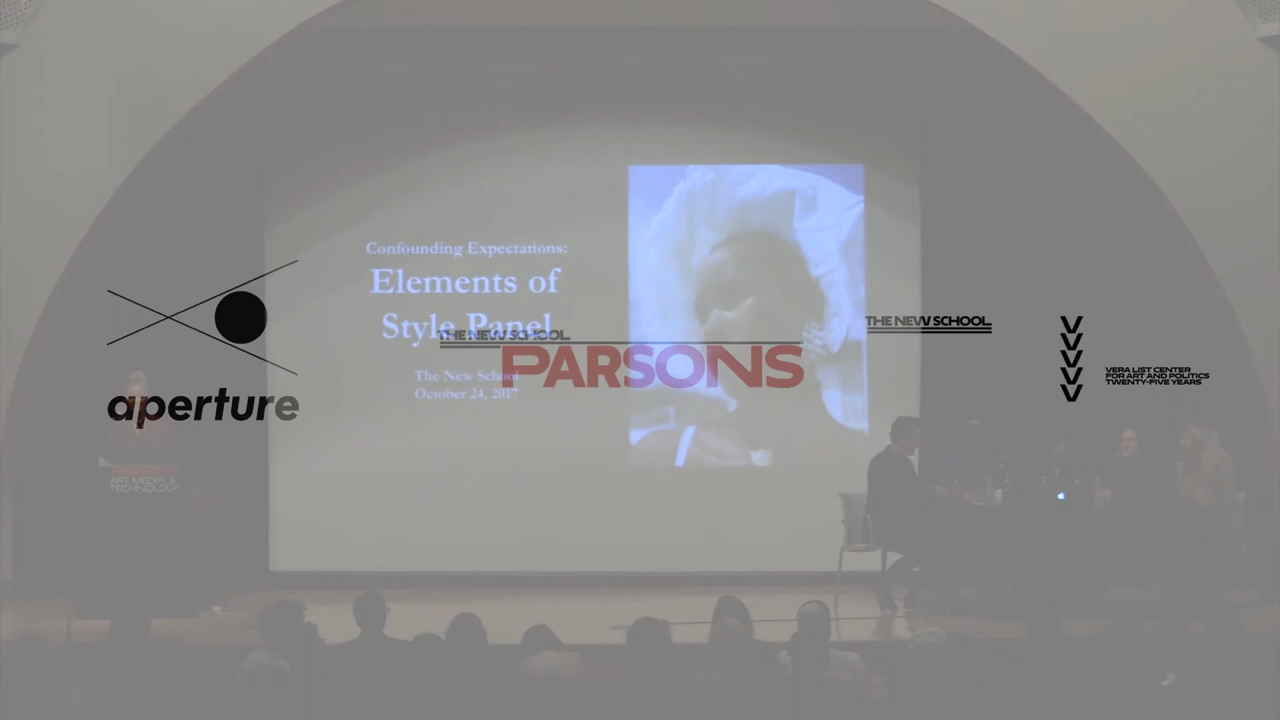 Confounding Expectations:
Elements of
Style Panel
The New School
October 24, 2017
aperture
THE NEW SCHOOL
PARSONS
THE NEW SCHOOL
VERA LIST CENTER
FOR ART AND POLITICS
TWENTY-FIVE YEARS
ART, MEDIA &
TECHNOLOGY